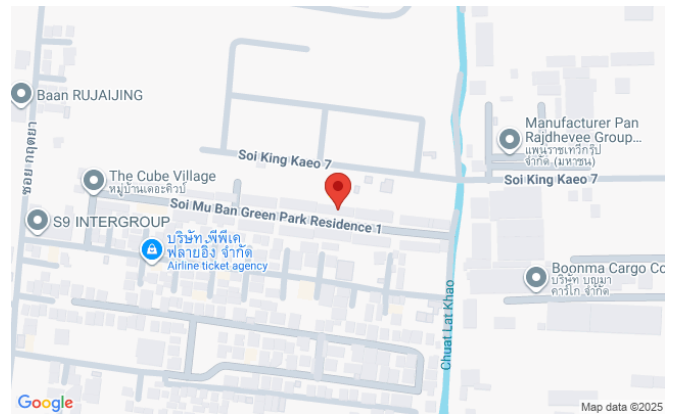 Baan RUJAIJING
Manufacturer Pan
Rajdhevee Group...
แพนราชเทวีกรุ๊ป
จำกัด (มหาชน)
ซอย กฤตยา
Soi King Kaeo 7
Soi King Kaeo 7
The Cube Village
หมู่บ้านเดอะคิวบ์
Soi Mu Ban Green Park Residence 1
S9 INTERGROUP
บริษัท พีพีเค
ฟลายอิ้ง จำกัด
Airline ticket agency
Boonma Cargo Co
บริษัท บุญมา
คาร์โก้ จำกัด
Chuat Lat Khao
Google
Map data ©2025